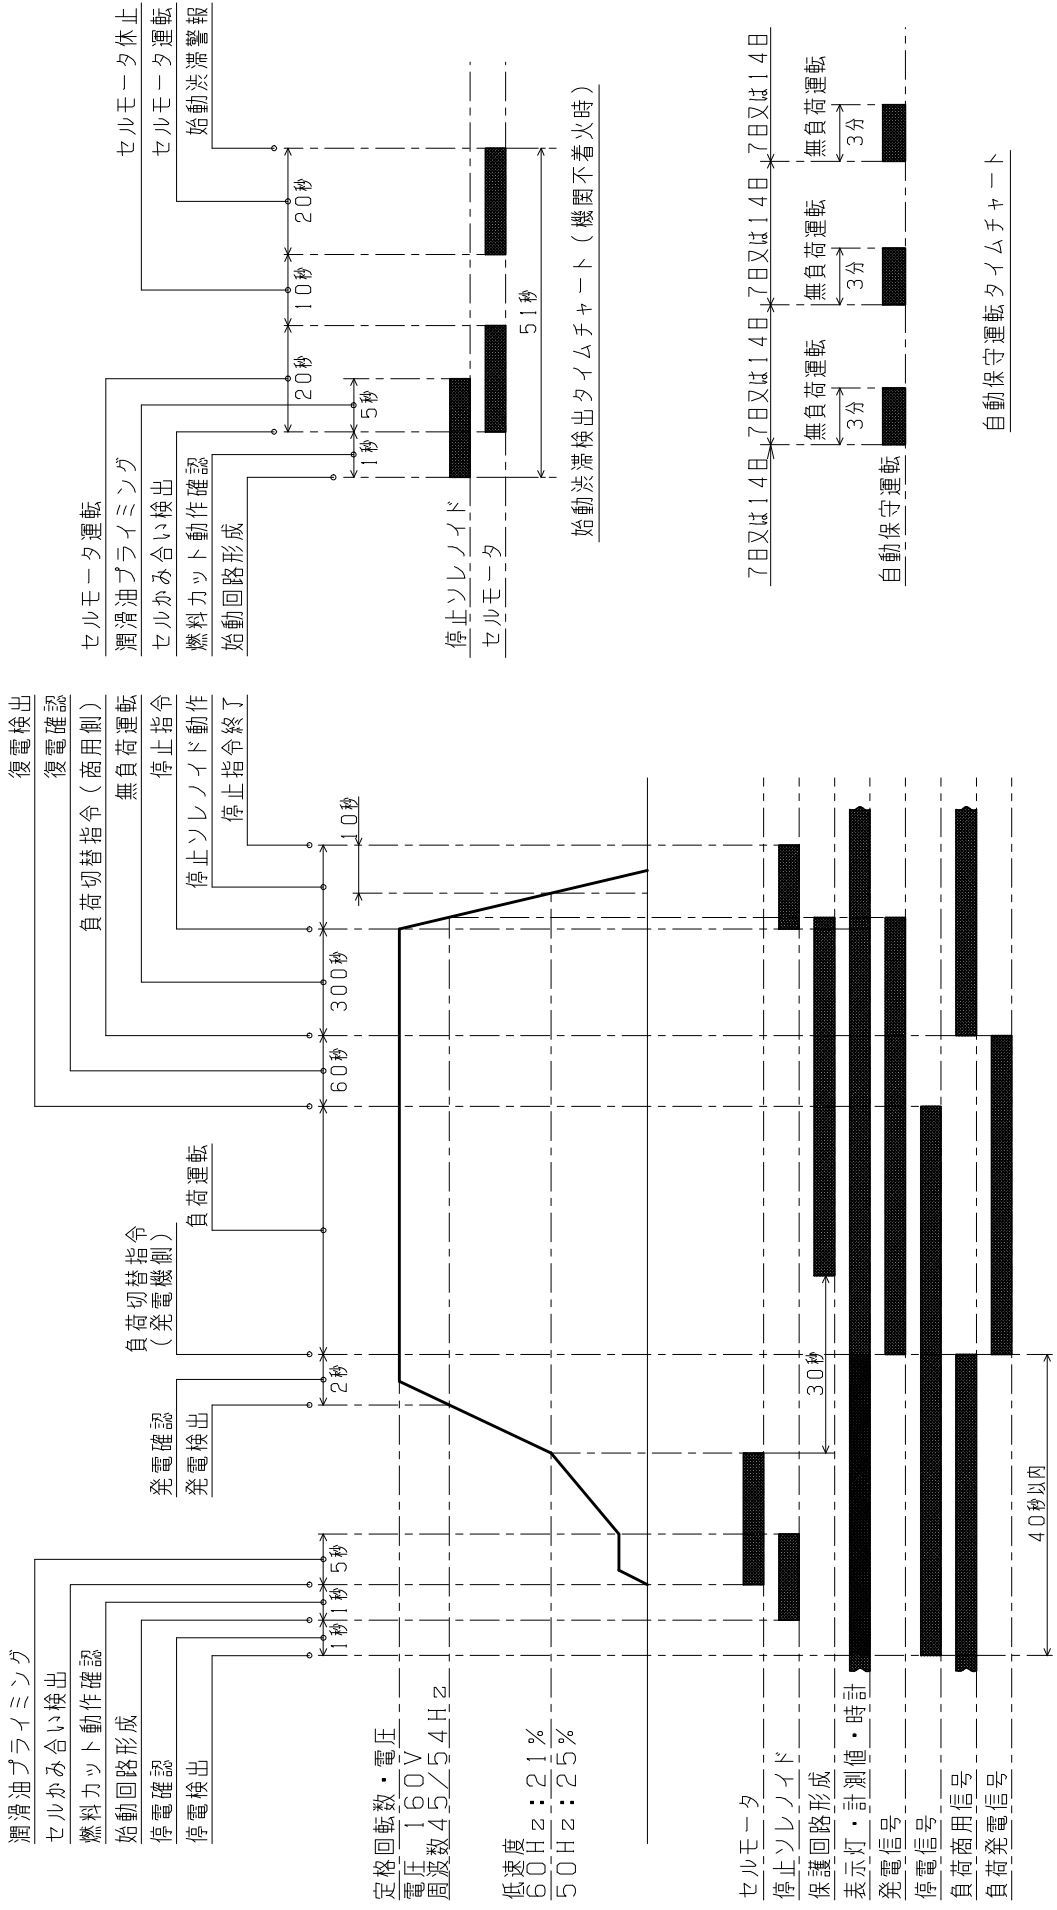 潤滑油プライミング
セルかみ合い検出
燃料カット動作確認
始動回路形成
停電確認
停電検出
発電確認
発電検出
負荷切替指令
(発電機側)
負荷運転
復電検出
復電確認
負荷切替指令(商用側)
無負荷運転
停止指令
停止ソレノイド動作
停止指令終了
1秒
1秒
5秒
2秒
60秒
300秒
10秒
定格回転数・電圧
電圧 160V
周波数45/54Hz
低速度
60Hz:21%
50Hz:25%
セルモータ
停止ソレノイド
保護回路形成
30秒
表示灯・計測値・時計
発電信号
停電信号
負荷商用信号
負荷発電信号
40秒以内
セルモータ運転
潤滑油プライミング
セルかみ合い検出
燃料カット動作確認
始動回路形成
セルモータ休止
セルモータ運転
始動渋滞警報
20秒
10秒
20秒
1秒
5秒
停止ソレノイド
セルモータ
51秒
始動渋滞検出タイムチャート(機関不着火時)
7日又は14日
7日又は14日
7日又は14日
7日又は14日
無負荷運転
無負荷運転
無負荷運転
3分
3分
3分
自動保守運転
自動保守運転タイムチャート